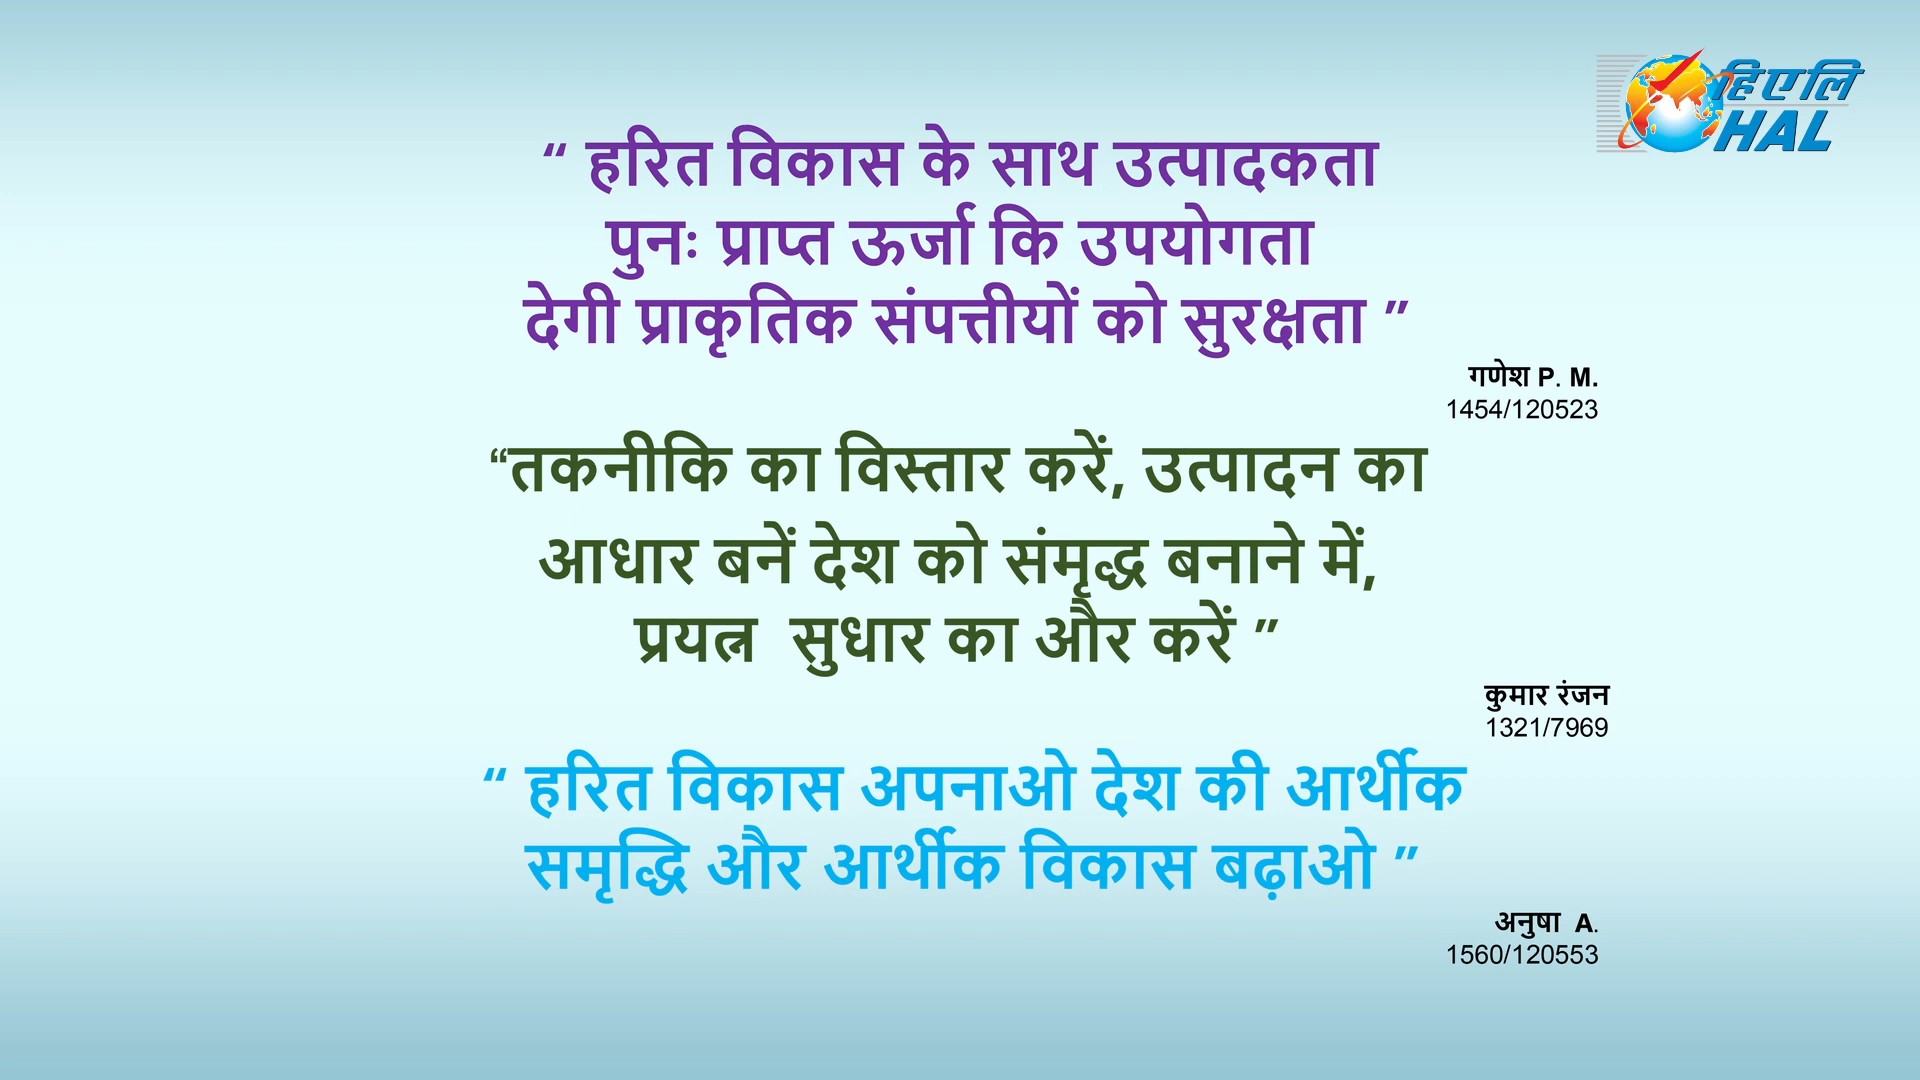 हिएलि
HAL
“ हरित विकास के साथ उत्पादकता
पुनः प्राप्त ऊर्जा कि उपयोगता
देगी प्राकृतिक संपत्तीयों को सुरक्षता ”
गणेश P. M.
1454/120523
“तकनीकि का विस्तार करें, उत्पादन का
आधार बनें देश को संमृद्ध बनाने में,
प्रयत्न सुधार का और करें ”
कुमार रंजन
1321/7969
“ हरित विकास अपनाओ देश की आर्थीक
समृद्धि और आर्थीक विकास बढ़ाओ ”
अनुषा A.
1560/120553